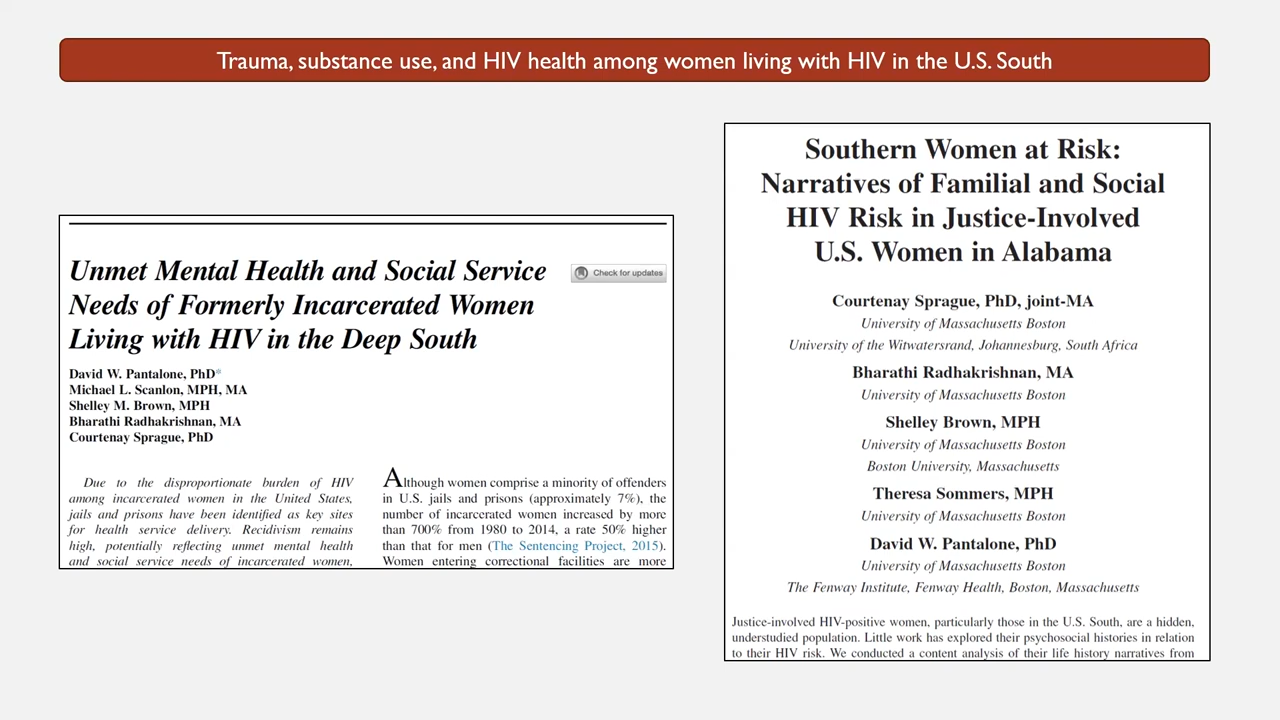 Trauma, substance use, and HIV health among women living with HIV in the U.S. South
Unmet Mental Health and Social Service
Needs of Formerly Incarcerated Women
Living with HIV in the Deep South
Check for updates
David W. Pantalone, PhD*
Michael L. Scanlon, MPH, MA
Shelley M. Brown, MPH
Bharathi Radhakrishnan, MA
Courtenay Sprague, PhD
Due to the disproportionate burden of HIV
among incarcerated women in the United States,
jails and prisons have been identified as key sites
for health service delivery. Recidivism remains
high, potentially reflecting unmet mental health
and social service needs of incarcerated women,
Although women comprise a minority of offenders
in U.S. jails and prisons (approximately 7%), the
number of incarcerated women increased by more
than 700% from 1980 to 2014, a rate 50% higher
than that for men (The Sentencing Project, 2015).
Women entering correctional facilities are more
Southern Women at Risk:
Narratives of Familial and Social
HIV Risk in Justice-Involved
U.S. Women in Alabama
Courtenay Sprague, PhD, joint-MA
University of Massachusetts Boston
University of the Witwatersrand, Johannesburg, South Africa
Bharathi Radhakrishnan, MA
University of Massachusetts Boston
Shelley Brown, MPH
University of Massachusetts Boston
Boston University, Massachusetts
Theresa Sommers, MPH
University of Massachusetts Boston
David W. Pantalone, PhD
University of Massachusetts Boston
The Fenway Institute, Fenway Health, Boston, Massachusetts
Justice-involved HIV-positive women, particularly those in the U.S. South, are a hidden,
understudied population. Little work has explored their psychosocial histories in relation
to their HIV risk. We conducted a content analysis of their life history narratives from